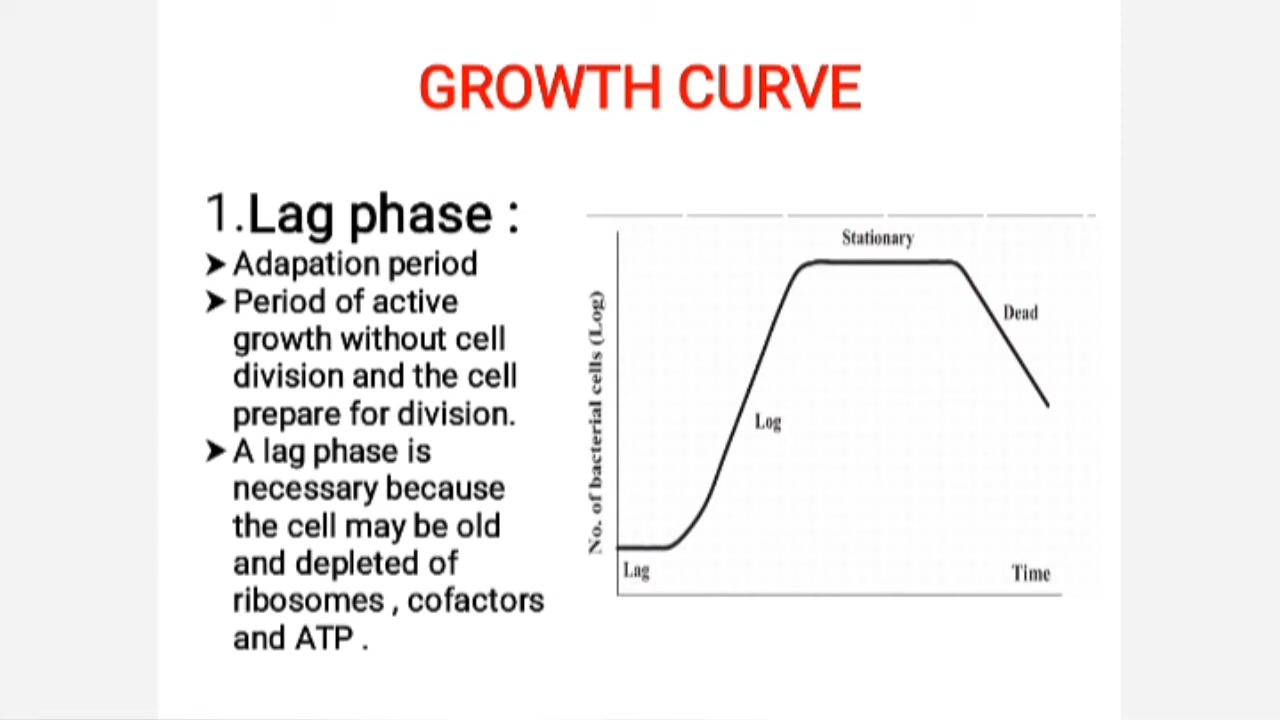 GROWTH CURVE
1.Lag phase :
➤ Adapation period
➤ Period of active
growth without cell
division and the cell
prepare for division.
➤ A lag phase is
necessary because
the cell may be old
and depleted of
ribosomes , cofactors
and ATP .
No. of bacterial cells (Log)
Stationary
Dead
Log
Lag
Time